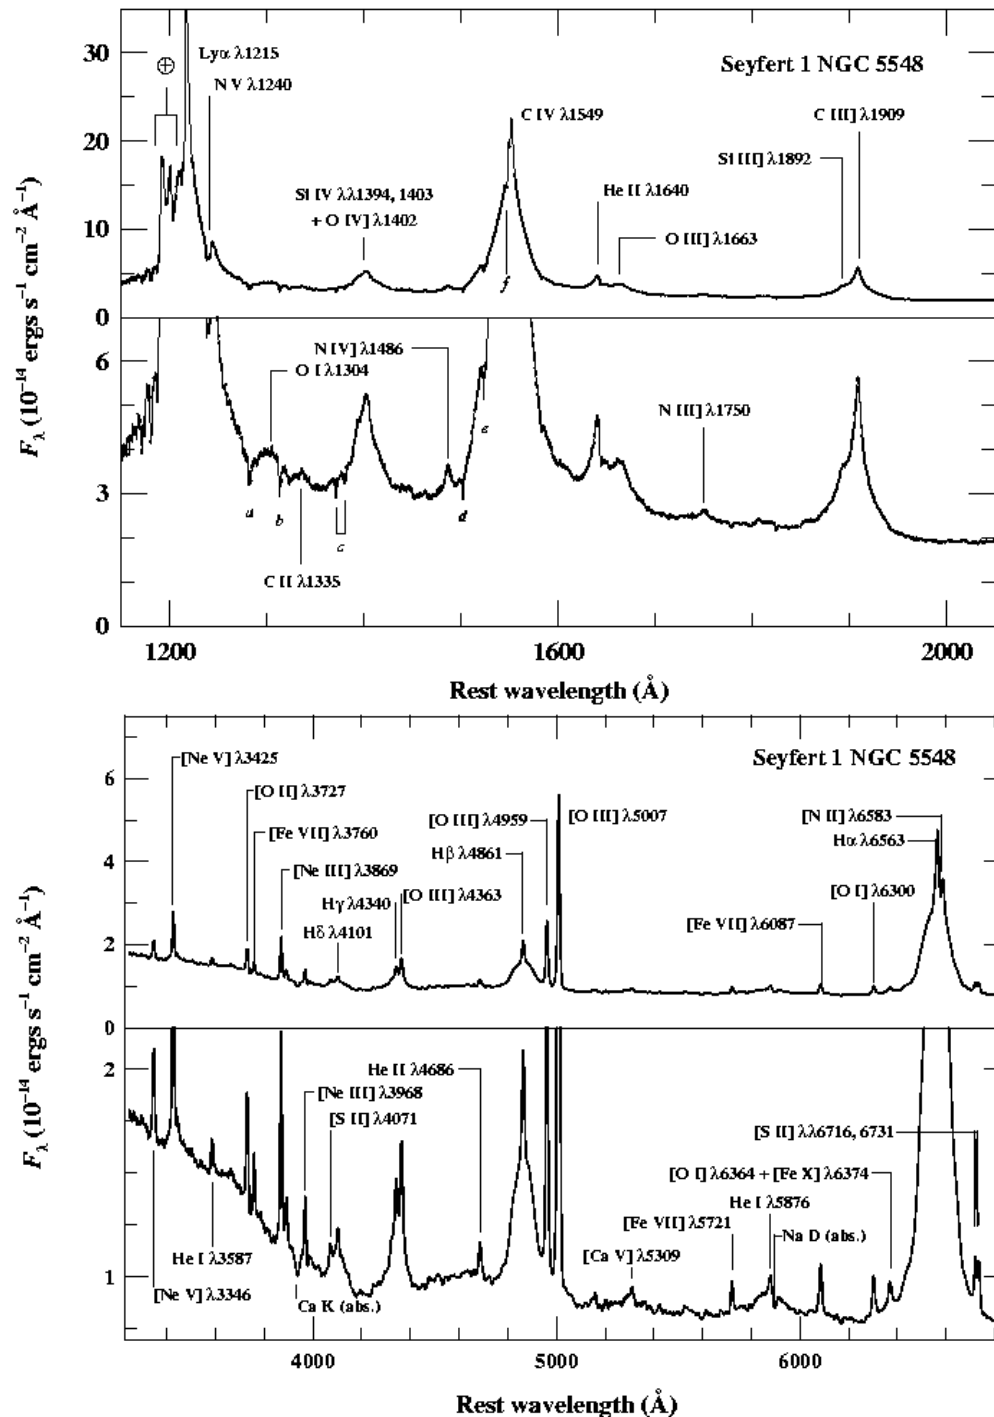 30
20
10
0
⊕
Lyα λ1215
N V λ1240
Seyfert 1 NGC 5548
C IV λ1549
C III] λ1909
Si III] λ1892
Si IV λλ1394, 1403
+ O IV] λ1402
He II λ1640
O III] λ1663
f
6
3
0
N IV] λ1486
O I λ1304
N III] λ1750
e
a
b
c
d
C II λ1335
F_λ (10⁻¹⁴ ergs s⁻¹ cm⁻² Å⁻¹)
1200
1600
2000
Rest wavelength (Å)
6
4
2
0
[Ne V] λ3425
Seyfert 1 NGC 5548
[O II] λ3727
[Fe VII] λ3760
[Ne III] λ3869
Hγ λ4340
Hδ λ4101
[O III] λ4363
[O III] λ4959
Hβ λ4861
[O III] λ5007
[N II] λ6583
Hα λ6563
[O I] λ6300
[Fe VII] λ6087
2
1
He II λ4686
[Ne III] λ3968
[S II] λ4071
[S II] λλ6716, 6731
[O I] λ6364 + [Fe X] λ6374
He I λ5876
[Fe VII] λ5721
Na D (abs.)
[Ca V] λ5309
He I λ3587
[Ne V] λ3346
Ca K (abs.)
F_λ (10⁻¹⁴ ergs s⁻¹ cm⁻² Å⁻¹)
4000
5000
6000
Rest wavelength (Å)